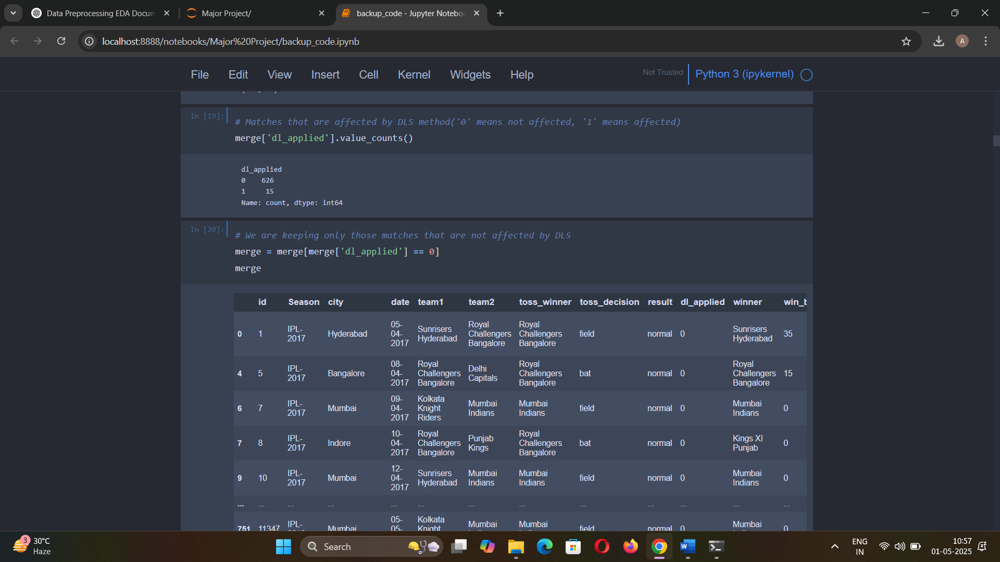 Data Preprocessing EDA Docum
Major Project/
backup_code - Jupyter Notebo
localhost:8888/notebooks/Major%20Project/backup_code.ipynb
A
File Edit View Insert Cell Kernel Widgets Help Not Trusted Python 3 (ipykernel)
In [19]:
# Matches that are affected by DLS method('0' means not affected, '1' means affected)
merge['dl_applied'].value_counts()
dl_applied
0 626
1 15
Name: count, dtype: int64
In [20]:
# We are keeping only those matches that are not affected by DLS
merge = merge[merge['dl_applied'] == 0]
merge
id Season city date team1 team2 toss_winner toss_decision result dl_applied winner win_b
0 1 IPL-2017 Hyderabad 05-04-2017 Sunrisers Hyderabad Royal Challengers Bangalore Royal Challengers Bangalore field normal 0 Sunrisers Hyderabad 35
4 5 IPL-2017 Bangalore 08-04-2017 Royal Challengers Bangalore Delhi Capitals Royal Challengers Bangalore bat normal 0 Royal Challengers Bangalore 15
6 7 IPL-2017 Mumbai 09-04-2017 Kolkata Knight Riders Mumbai Indians Mumbai Indians field normal 0 Mumbai Indians 0
7 8 IPL-2017 Indore 10-04-2017 Royal Challengers Bangalore Punjab Kings Royal Challengers Bangalore bat normal 0 Kings XI Punjab 0
9 10 IPL-2017 Mumbai 12-04-2017 Sunrisers Hyderabad Mumbai Indians Mumbai Indians field normal 0 Mumbai Indians 0
... ... ... ... ... ... ... ... ... ... ... ... ...
751 11347 IPL- Mumbai 05-05- Kolkata Knight Mumbai Mumbai field normal 0 Mumbai 0
3
30°C
Haze
Search
ENG
IN
10:57
01-05-2025